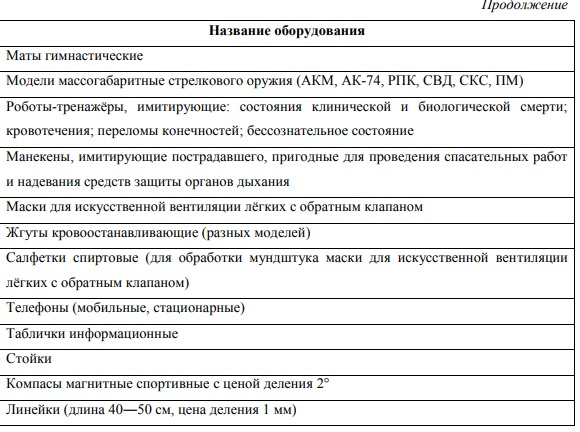 Продолжение
Название оборудования
Маты гимнастические
Модели массогабаритные стрелкового оружия (АКМ, АК-74, РПК, СВД, СКС, ПМ)
Роботы-тренажёры, имитирующие: состояния клинической и биологической смерти;
кровотечения; переломы конечностей; бессознательное состояние
Манекены, имитирующие пострадавшего, пригодные для проведения спасательных работ
и надевания средств защиты органов дыхания
Маски для искусственной вентиляции лёгких с обратным клапаном
Жгуты кровоостанавливающие (разных моделей)
Салфетки спиртовые (для обработки мундштука маски для искусственной вентиляции
лёгких с обратным клапаном)
Телефоны (мобильные, стационарные)
Таблички информационные
Стойки
Компасы магнитные спортивные с ценой деления 2°
Линейки (длина 40—50 см, цена деления 1 мм)